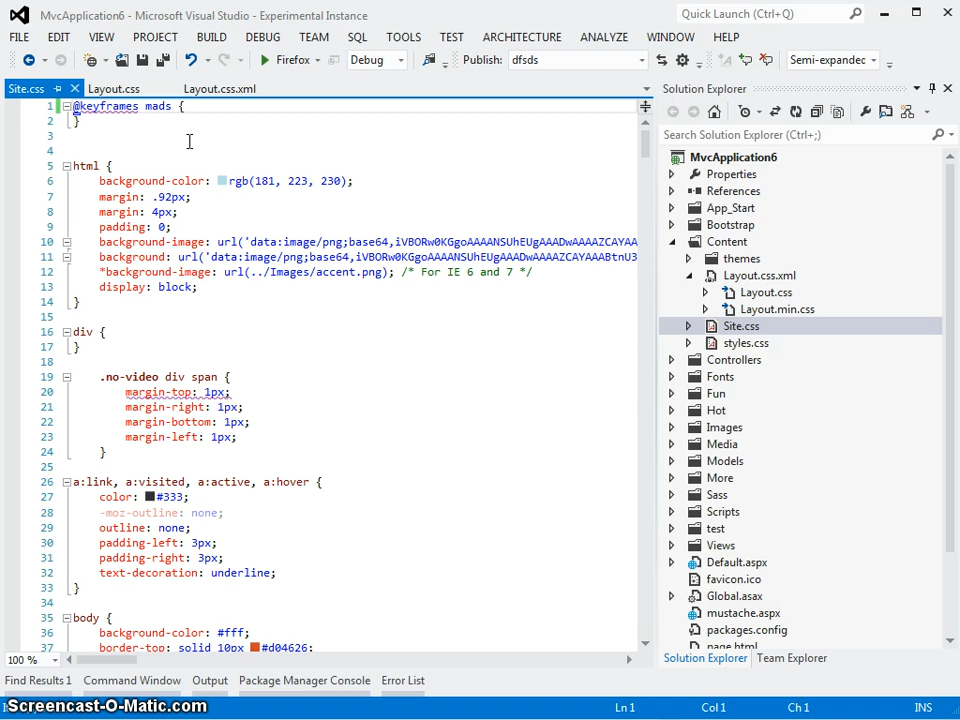 MvcApplication6 - Microsoft Visual Studio - Experimental Instance
Quick Launch (Ctrl+Q)
FILE EDIT VIEW PROJECT BUILD DEBUG TEAM SQL TOOLS TEST ARCHITECTURE ANALYZE WINDOW HELP
Firefox Debug Publish: dfsds Semi-expanded
Site.css Layout.css Layout.css.xml
1 @keyframes mads {
2 }
3
4
5 html {
6 background-color: rgb(181, 223, 230);
7 margin: .92px;
8 margin: 4px;
9 padding: 0;
10 background-image: url('data:image/png;base64,iVBORw0KGgoAAAANSUhEUgAAADwAAAAZCAYAA
11 background: url('data:image/png;base64,iVBORw0KGgoAAAANSUhEUgAAADwAAAAZCAYAAABtnU3
12 *background-image: url(../Images/accent.png); /* For IE 6 and 7 */
13 display: block;
14 }
15
16 div {
17 }
18
19 .no-video div span {
20 margin-top: 1px;
21 margin-right: 1px;
22 margin-bottom: 1px;
23 margin-left: 1px;
24 }
25
26 a:link, a:visited, a:active, a:hover {
27 color: #333;
28 -moz-outline: none;
29 outline: none;
30 padding-left: 3px;
31 padding-right: 3px;
32 text-decoration: underline;
33 }
34
35 body {
36 background-color: #fff;
37 border-top: solid 10px #d04626;
100 %
Solution Explorer
Search Solution Explorer (Ctrl+;)
MvcApplication6
Properties
References
App_Start
Bootstrap
Content
themes
Layout.css.xml
Layout.css
Layout.min.css
Site.css
styles.css
Controllers
Fonts
Fun
Hot
Images
Media
Models
More
Sass
Scripts
test
Views
Default.aspx
favicon.ico
Global.asax
mustache.aspx
packages.config
page.html
Solution Explorer Team Explorer
Find Results 1 Command Window Output Package Manager Console Error List
Screencast-O-Matic.com
Ln 1 Col 1 Ch 1 INS